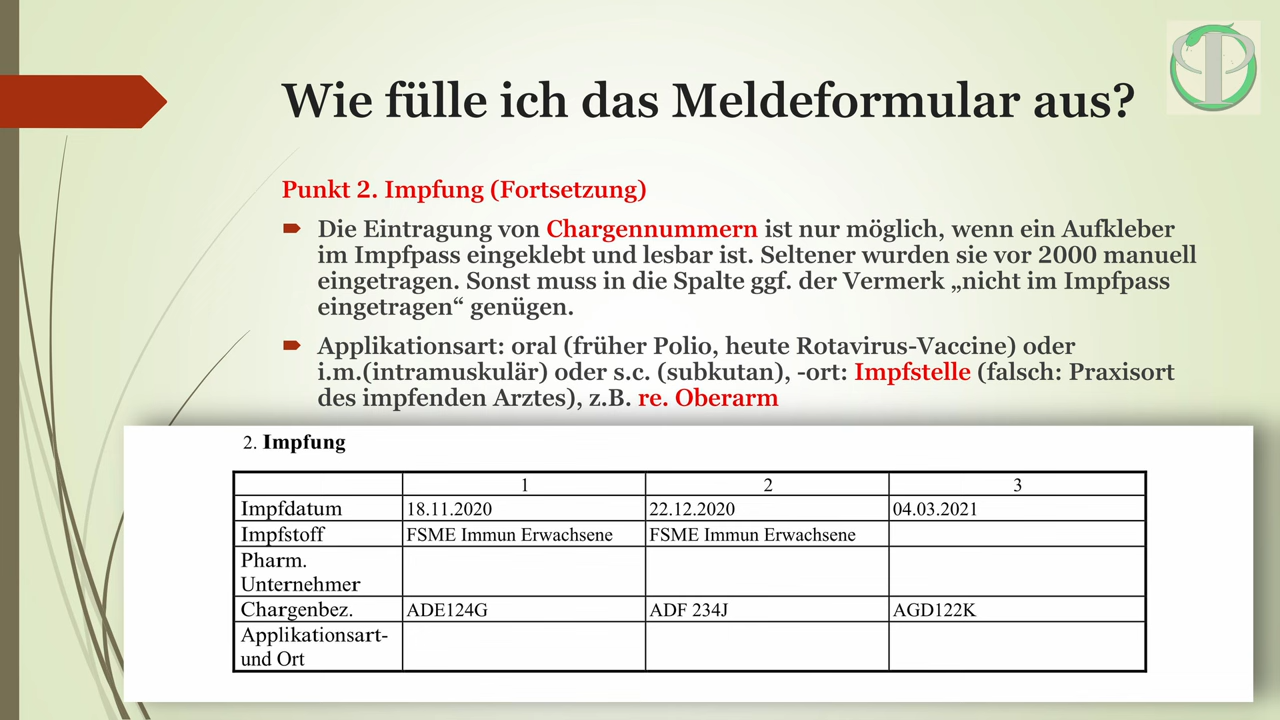 Wie fülle ich das Meldeformular aus?
Punkt 2. Impfung (Fortsetzung)
Die Eintragung von Chargennummern ist nur möglich, wenn ein Aufkleber
im Impfpass eingeklebt und lesbar ist. Seltener wurden sie vor 2000 manuell
eingetragen. Sonst muss in die Spalte ggf. der Vermerk „nicht im Impfpass
eingetragen“ genügen.
Applikationsart: oral (früher Polio, heute Rotavirus-Vaccine) oder
i.m.(intramuskulär) oder s.c. (subkutan), -ort: Impfstelle (falsch: Praxisort
des impfenden Arztes), z.B. re. Oberarm
2. Impfung
1 2 3
Impfdatum 18.11.2020 22.12.2020 04.03.2021
Impfstoff FSME Immun Erwachsene FSME Immun Erwachsene
Pharm.
Unternehmer
Chargenbez. ADE124G ADF 234J AGD122K
Applikationsart-
und Ort